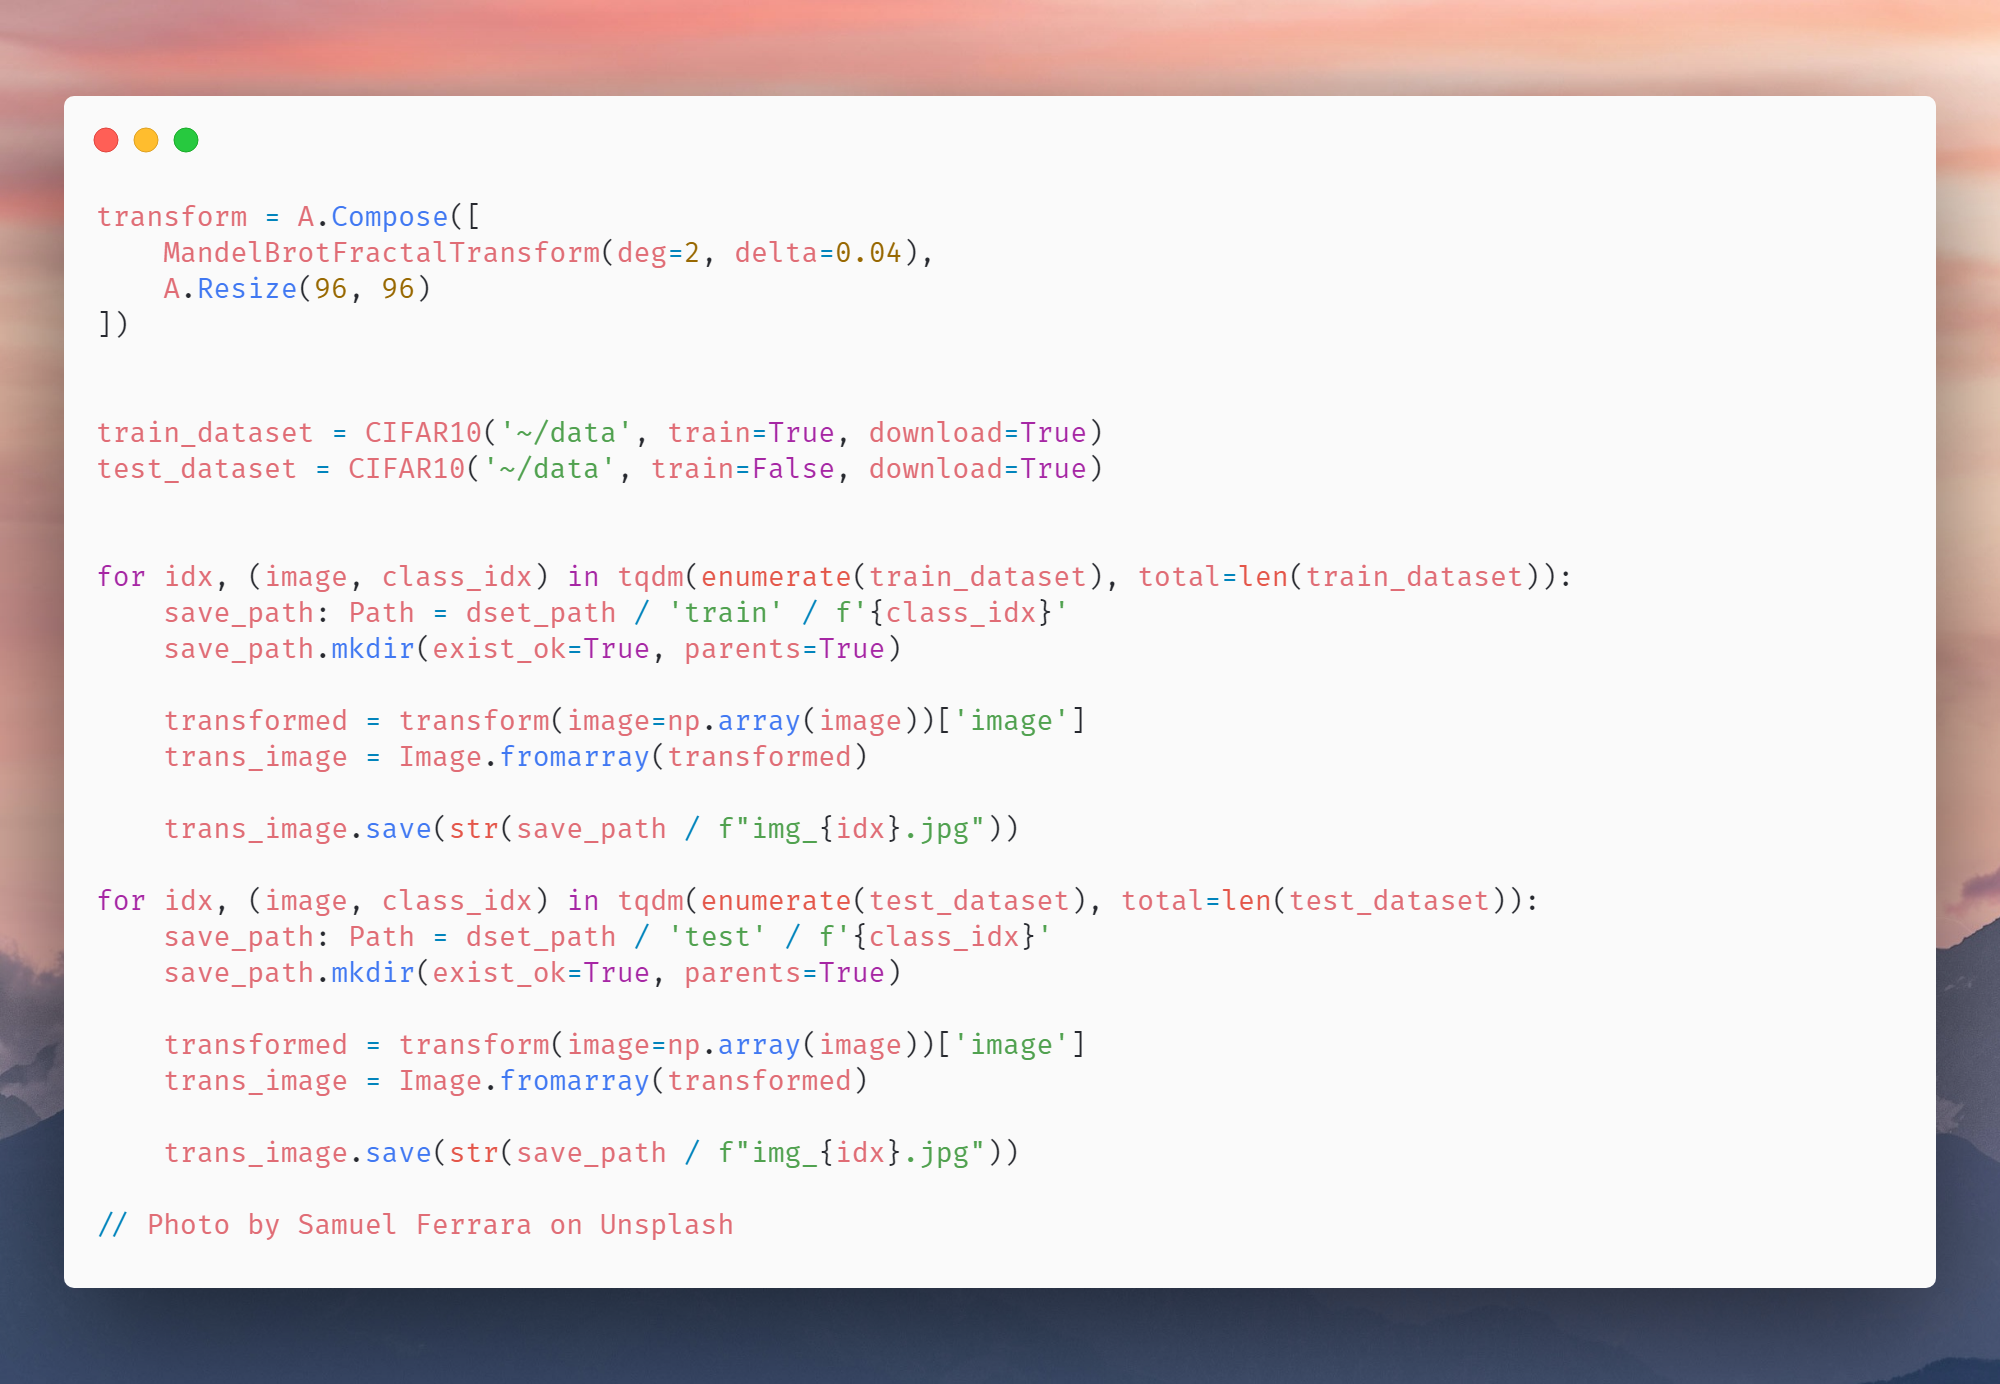 transform = A.Compose([
    MandelBrotFractalTransform(deg=2, delta=0.04),
    A.Resize(96, 96)
])
train_dataset = CIFAR10('~/data', train=True, download=True)
test_dataset = CIFAR10('~/data', train=False, download=True)
for idx, (image, class_idx) in tqdm(enumerate(train_dataset), total=len(train_dataset)):
    save_path: Path = dset_path / 'train' / f'{class_idx}'
    save_path.mkdir(exist_ok=True, parents=True)
    transformed = transform(image=np.array(image))['image']
    trans_image = Image.fromarray(transformed)
    trans_image.save(str(save_path / f"img_{idx}.jpg"))
for idx, (image, class_idx) in tqdm(enumerate(test_dataset), total=len(test_dataset)):
    save_path: Path = dset_path / 'test' / f'{class_idx}'
    save_path.mkdir(exist_ok=True, parents=True)
    transformed = transform(image=np.array(image))['image']
    trans_image = Image.fromarray(transformed)
    trans_image.save(str(save_path / f"img_{idx}.jpg"))
// Photo by Samuel Ferrara on Unsplash